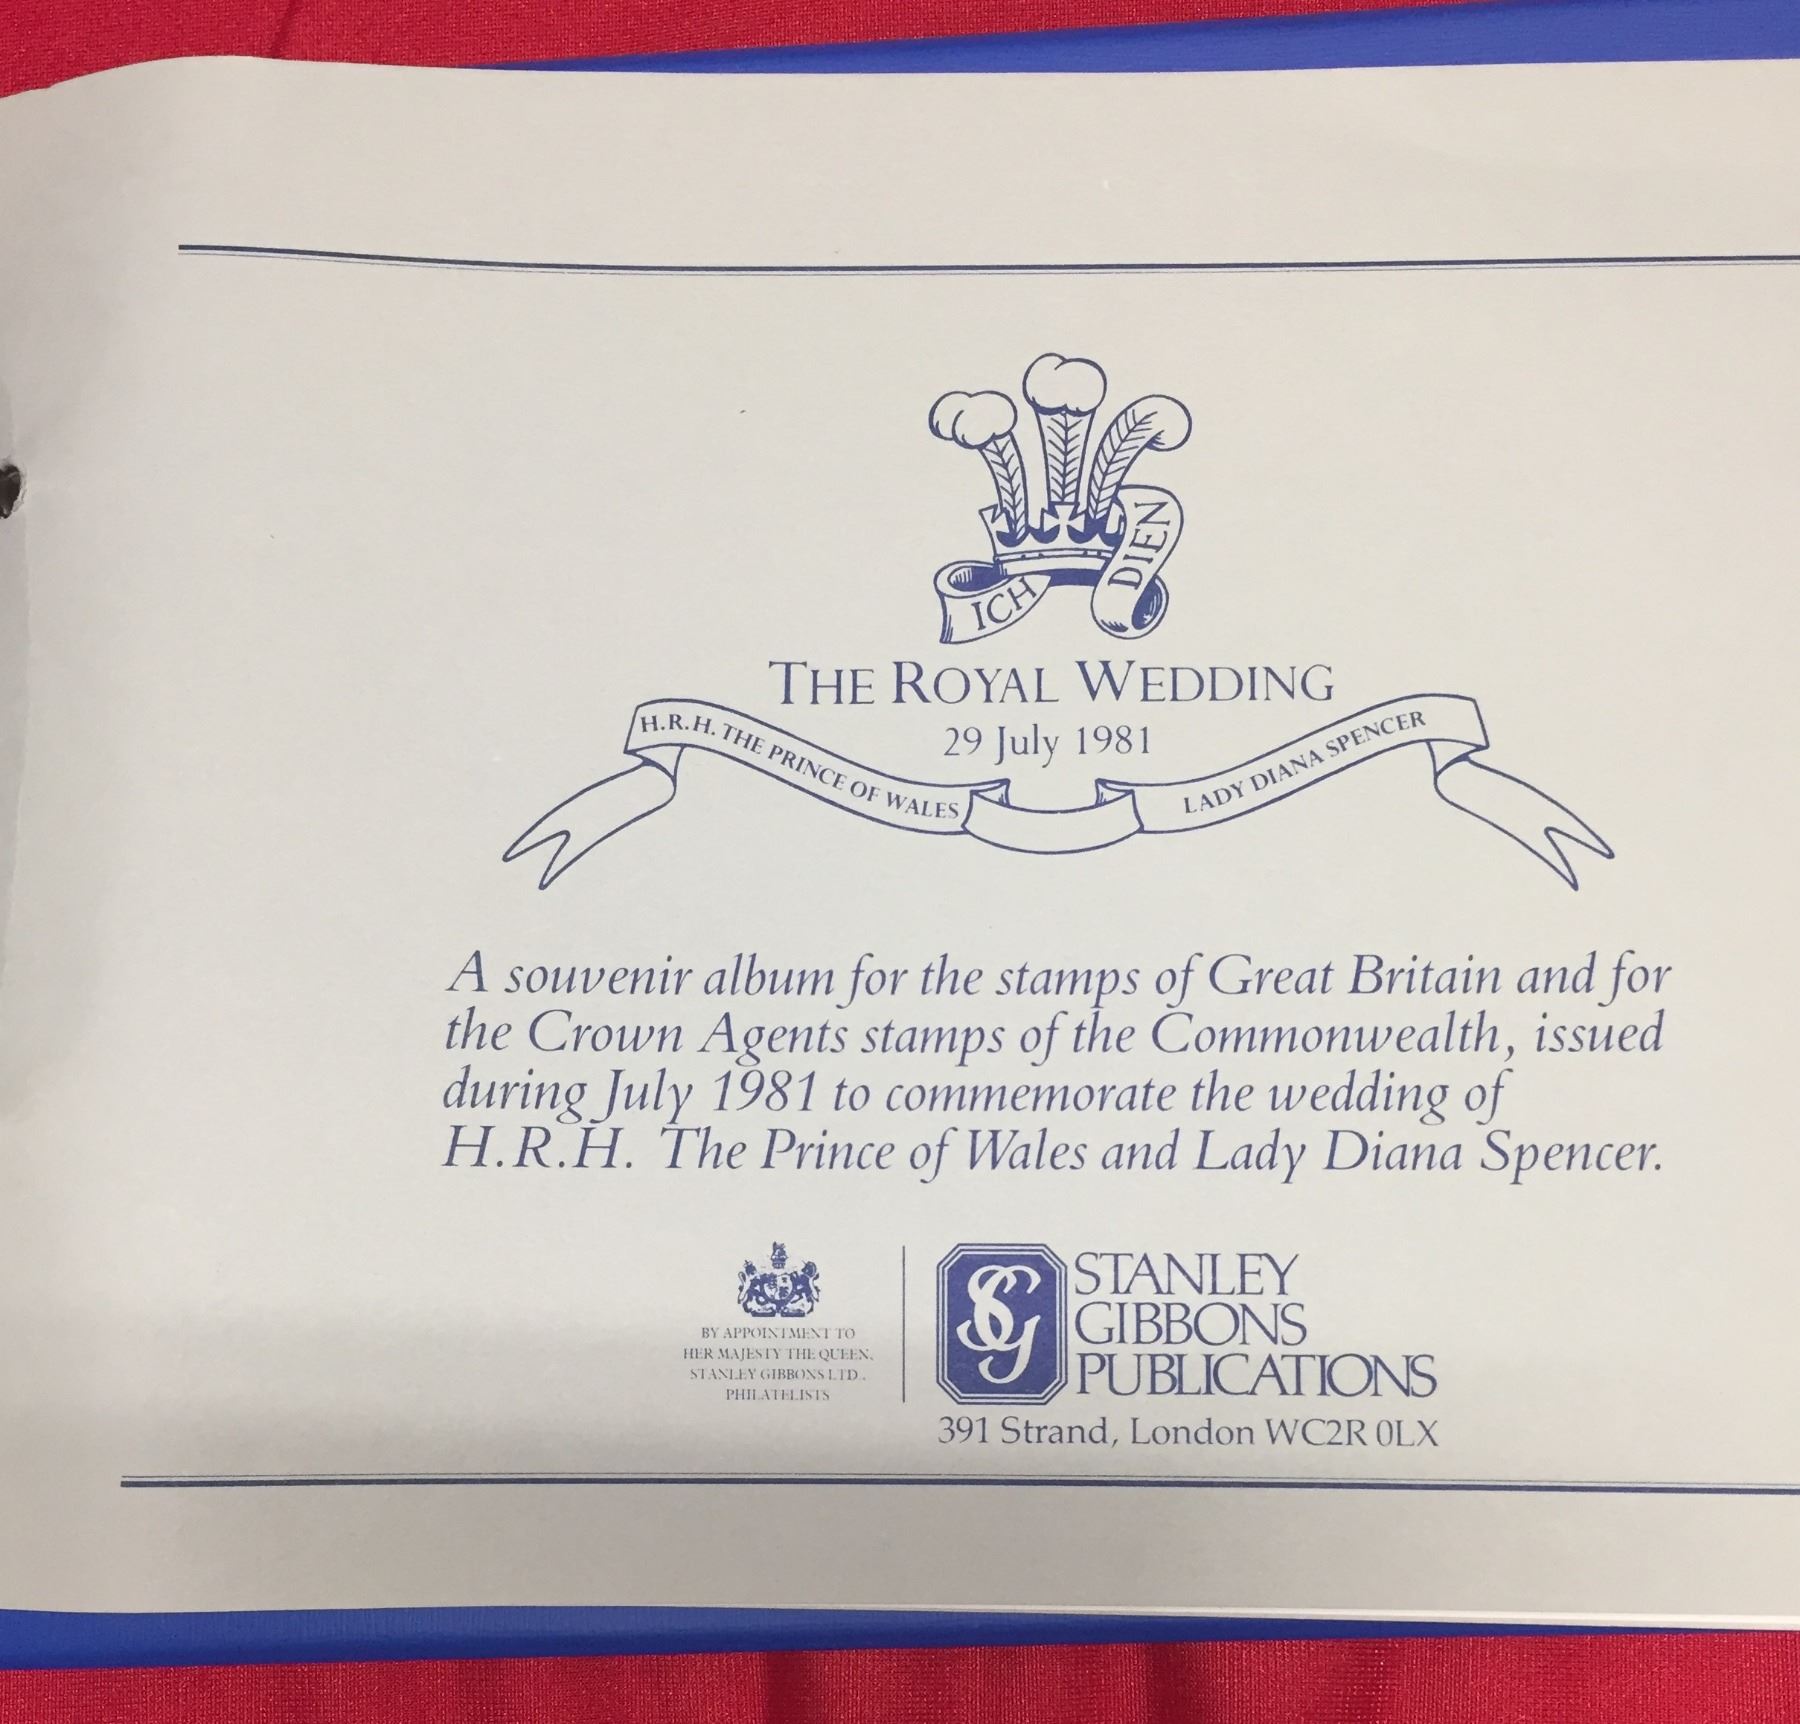 ICH DIEN
THE ROYAL WEDDING
29 July 1981
H.R.H. THE PRINCE OF WALES
LADY DIANA SPENCER
A souvenir album for the stamps of Great Britain and for
the Crown Agents stamps of the Commonwealth, issued
during July 1981 to commemorate the wedding of
H.R.H. The Prince of Wales and Lady Diana Spencer.
BY APPOINTMENT TO
HER MAJESTY THE QUEEN,
STANLEY GIBBONS LTD.,
PHILATELISTS
SG
STANLEY
GIBBONS
PUBLICATIONS
391 Strand, London WC2R 0LX